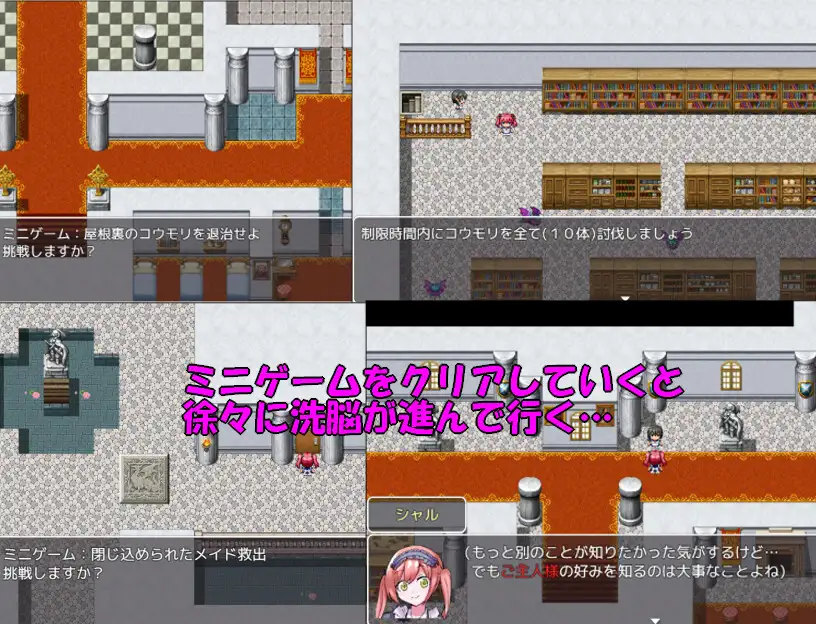 ミニゲーム：屋根裏のコウモリを退治せよ
挑戦しますか？
制限時間内にコウモリを全て(１０体)討伐しましょう
ミニゲームをクリアしていくと
徐々に洗脳が進んで行く…
ミニゲーム：閉じ込められたメイド救出
挑戦しますか？
シャル
(もっと別のことが知りたかった気がするけど…
でもご主人様の好みを知るのは大事なことよね)